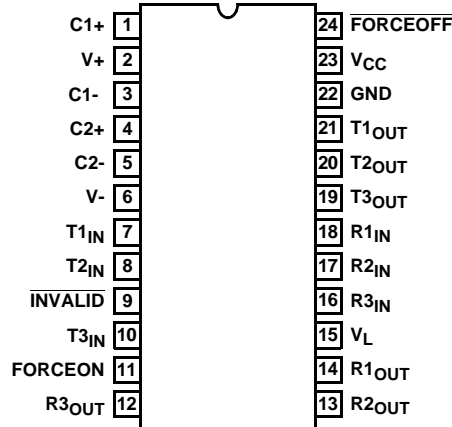 C1+ 1 24 FORCEOFF
V+ 2 23 VCC
C1- 3 22 GND
C2+ 4 21 T1OUT
C2- 5 20 T2OUT
V- 6 19 T3OUT
T1IN 7 18 R1IN
T2IN 8 17 R2IN
INVALID 9 16 R3IN
T3IN 10 15 VL
FORCEON 11 14 R1OUT
R3OUT 12 13 R2OUT